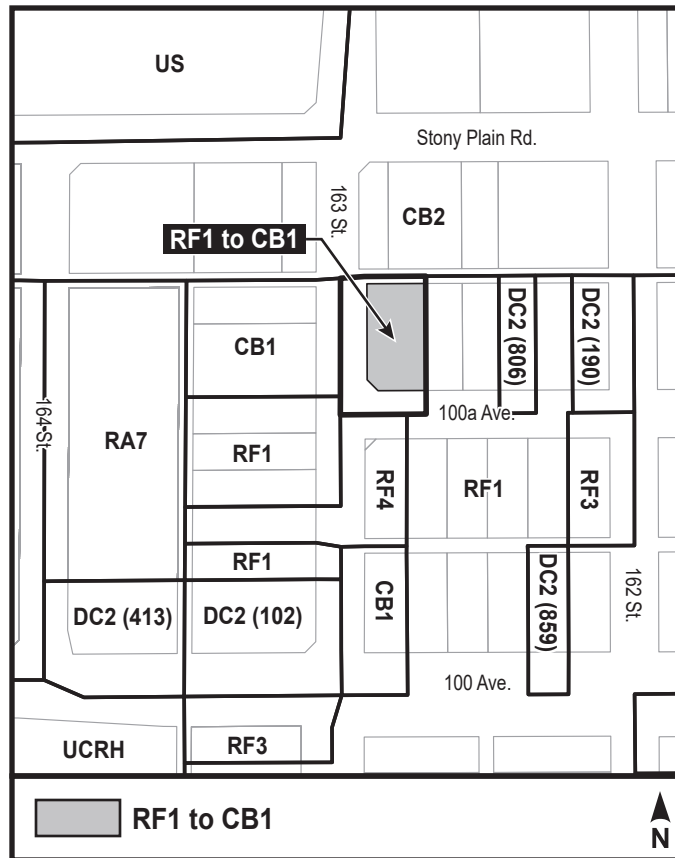 US
Stony Plain Rd.
163 St.
CB2
RF1 to CB1
CB1
DC2 (806)
DC2 (190)
164 St.
RA7
100a Ave.
RF1
RF4
RF1
RF3
RF1
DC2 (413)
DC2 (102)
CB1
DC2 (859)
162 St.
100 Ave.
UCRH
RF3
RF1 to CB1
N